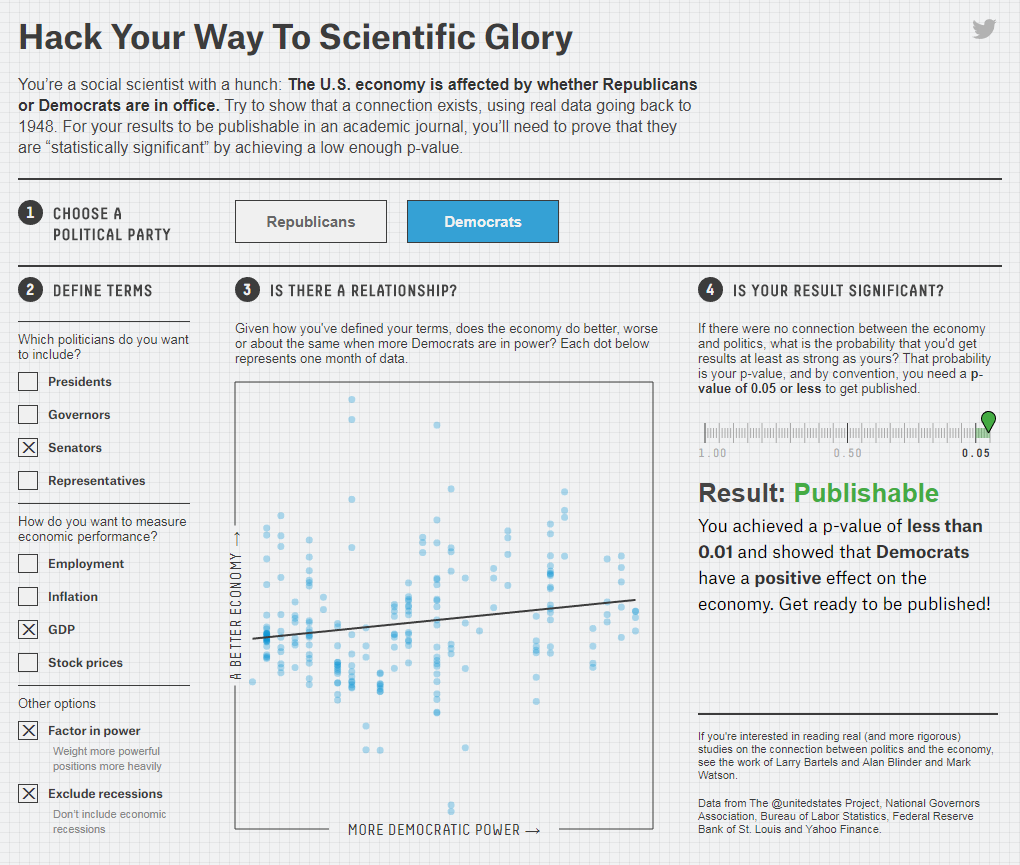 Hack Your Way To Scientific Glory
You're a social scientist with a hunch: The U.S. economy is affected by whether Republicans
or Democrats are in office. Try to show that a connection exists, using real data going back to
1948. For your results to be publishable in an academic journal, you'll need to prove that they
are “statistically significant” by achieving a low enough p-value.
1 CHOOSE A
POLITICAL PARTY
Republicans
Democrats
2 DEFINE TERMS
Which politicians do you want
to include?
Presidents
Governors
Senators
Representatives
How do you want to measure
economic performance?
Employment
Inflation
GDP
Stock prices
Other options
Factor in power
Weight more powerful
positions more heavily
Exclude recessions
Don't include economic
recessions
3 IS THERE A RELATIONSHIP?
Given how you've defined your terms, does the economy do better, worse
or about the same when more Democrats are in power? Each dot below
represents one month of data.
A BETTER ECONOMY →
MORE DEMOCRATIC POWER →
4 IS YOUR RESULT SIGNIFICANT?
If there were no connection between the economy
and politics, what is the probability that you'd get
results at least as strong as yours? That probability
is your p-value, and by convention, you need a p-
value of 0.05 or less to get published.
1.00 0.50 0.05
Result: Publishable
You achieved a p-value of less than
0.01 and showed that Democrats
have a positive effect on the
economy. Get ready to be published!
If you're interested in reading real (and more rigorous)
studies on the connection between politics and the economy,
see the work of Larry Bartels and Alan Blinder and Mark
Watson.
Data from The @unitedstates Project, National Governors
Association, Bureau of Labor Statistics, Federal Reserve
Bank of St. Louis and Yahoo Finance.